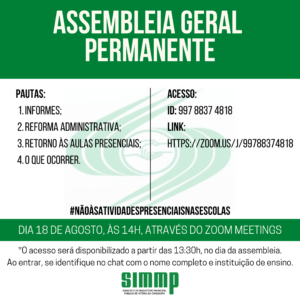 ASSEMBLEIA GERAL
PERMANENTE
PAUTAS:
1. INFORMES;
2. REFORMA ADMINISTRATIVA;
3. RETORNO ÀS AULAS PRESENCIAIS;
4. O QUE OCORRER.
ACESSO:
ID: 997 8837 4818
LINK:
HTTPS://ZOOM.US/J/99788374818
#NÃOÀSATIVIDADESPRESENCIAISNASESCOLAS
DIA 18 DE AGOSTO, ÀS 14H, ATRAVÉS DO ZOOM MEETINGS
*O acesso será disponibilizado a partir das 13:30h, no dia da assembleia.
Ao entrar, se identifique no chat com o nome completo e instituição de ensino.
SIMMP